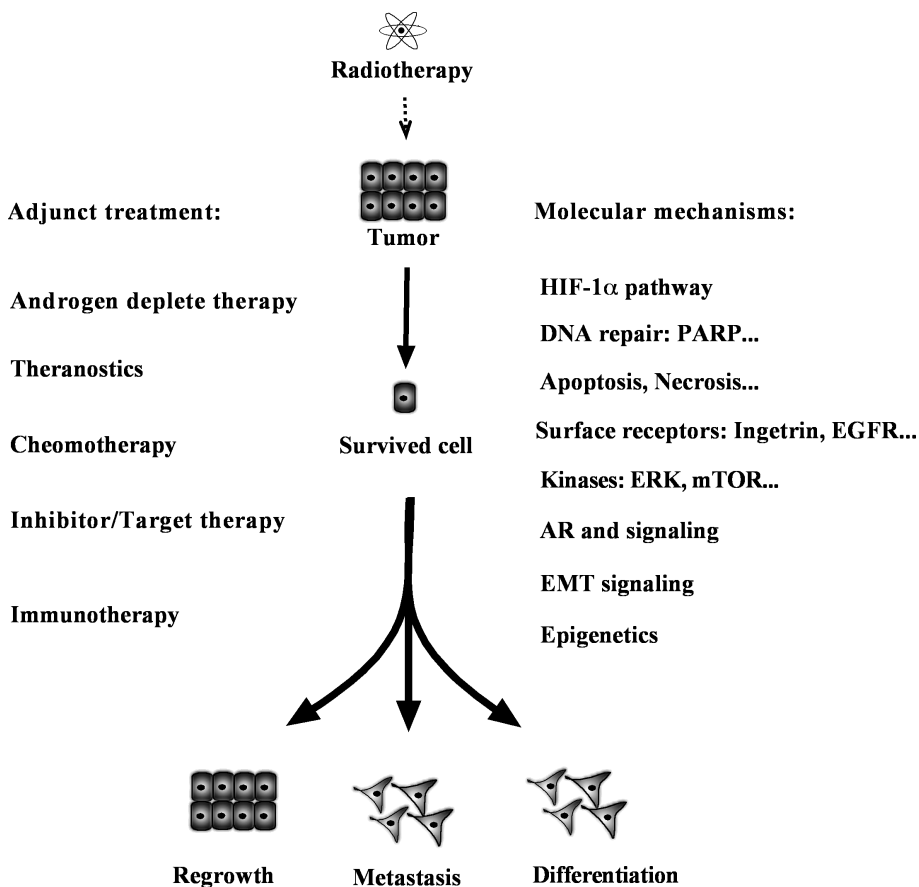 Radiotherapy
Tumor
Adjunct treatment:
Androgen deplete therapy
Theranostics
Cheomotherapy
Inhibitor/Target therapy
Immunotherapy
Survived cell
Molecular mechanisms:
HIF-1α pathway
DNA repair: PARP...
Apoptosis, Necrosis...
Surface receptors: Ingetrin, EGFR...
Kinases: ERK, mTOR...
AR and signaling
EMT signaling
Epigenetics
Regrowth
Metastasis
Differentiation